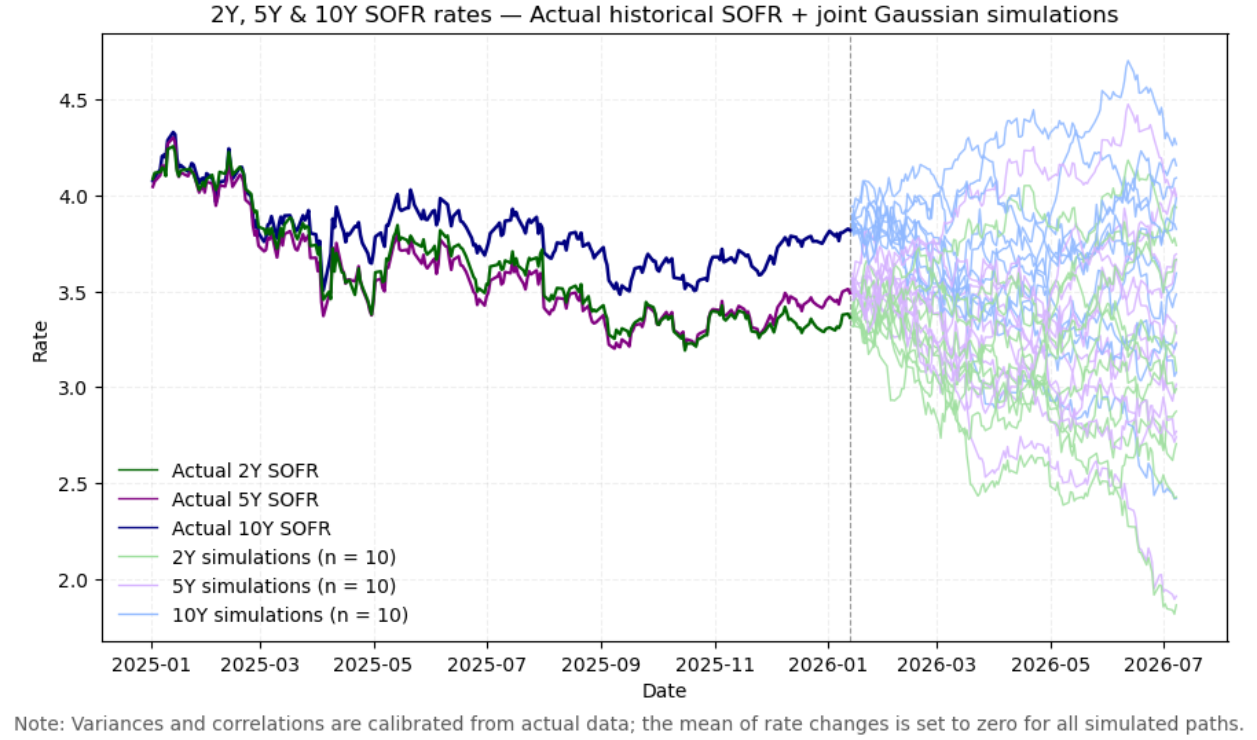 2Y, 5Y & 10Y SOFR rates — Actual historical SOFR + joint Gaussian simulations
4.5
4.0
3.5
3.0
2.5
2.0
Rate
Actual 2Y SOFR
Actual 5Y SOFR
Actual 10Y SOFR
2Y simulations (n = 10)
5Y simulations (n = 10)
10Y simulations (n = 10)
2025-01 2025-03 2025-05 2025-07 2025-09 2025-11 2026-01 2026-03 2026-05 2026-07
Date
Note: Variances and correlations are calibrated from actual data; the mean of rate changes is set to zero for all simulated paths.